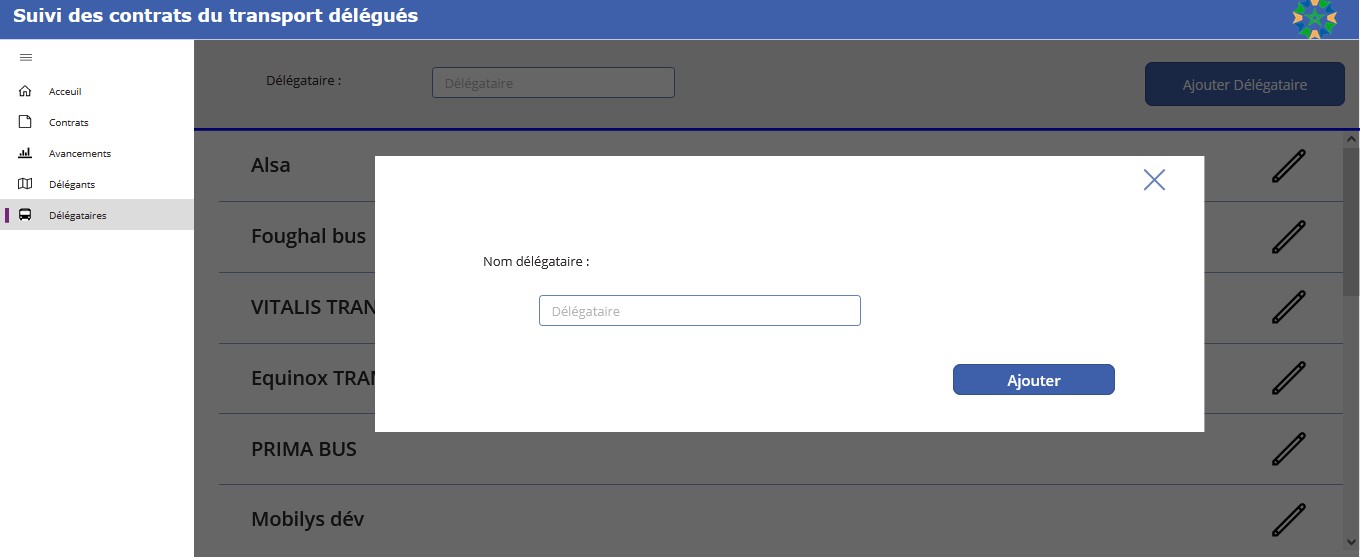 Suivi des contrats du transport délégués
Acceuil
Contrats
Avancements
Délégants
Délégataires
Délégataire :
Délégataire
Ajouter Délégataire
Alsa
Foughal bus
VITALIS TRAN
Equinox TRAN
PRIMA BUS
Mobilys dév
Nom délégataire :
Délégataire
Ajouter